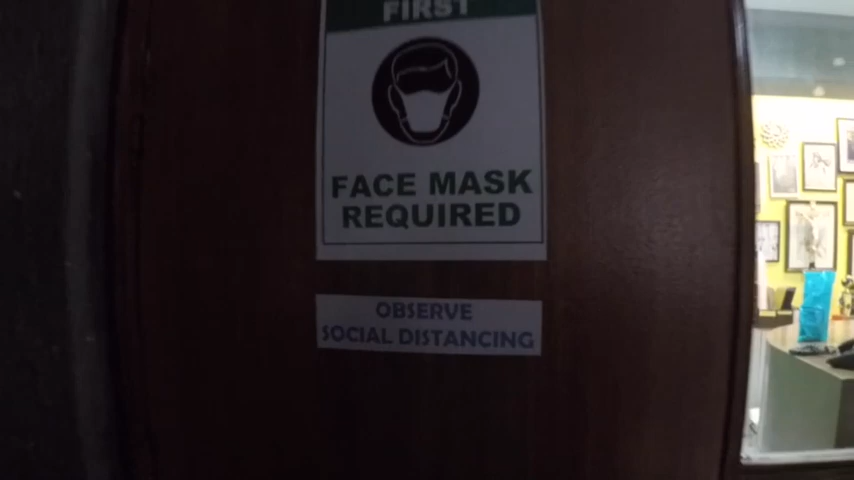 FIRST
FACE MASK
REQUIRED
OBSERVE
SOCIAL DISTANCING